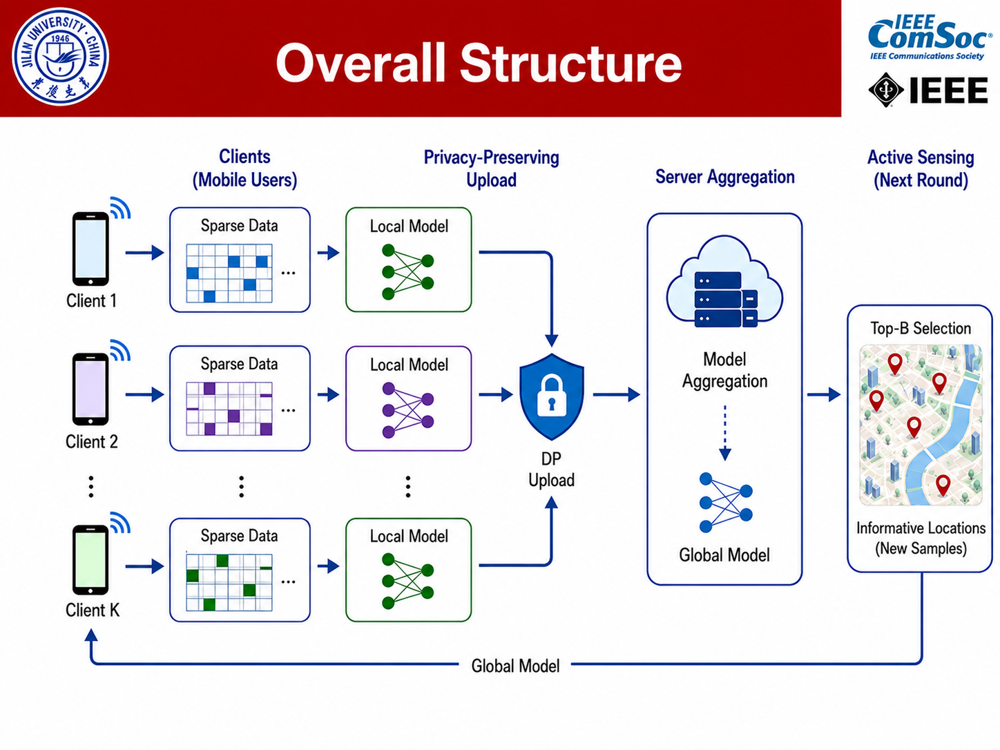 JILIN UNIVERSITY · CHINA
1946
Overall Structure
IEEE
ComSoc®
IEEE Communications Society
IEEE
Clients
(Mobile Users)
Privacy-Preserving
Upload
Server Aggregation
Active Sensing
(Next Round)
Client 1
Sparse Data
...
Local Model
Client 2
Sparse Data
...
Local Model
DP
Upload
Client K
Sparse Data
...
Local Model
Model
Aggregation
Global Model
Top-B Selection
Informative Locations
(New Samples)
Global Model